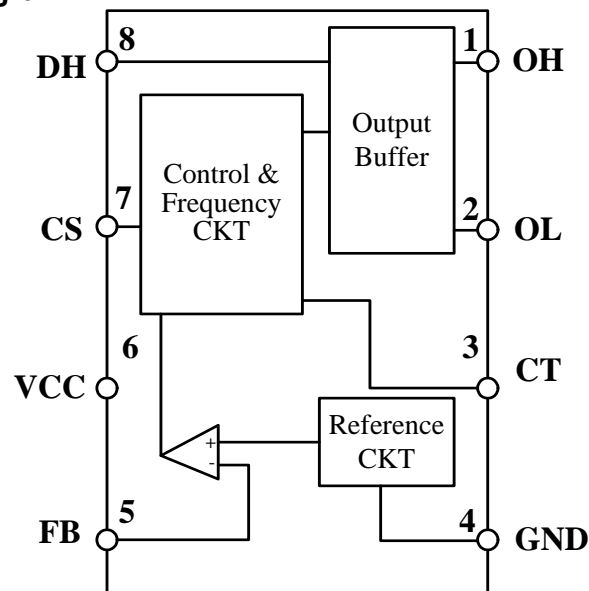 8
1
DH
OH
Output
Buffer
Control &
Frequency
CKT
7
2
CS
OL
6
3
VCC
CT
Reference
CKT
+
-
5
4
FB
GND